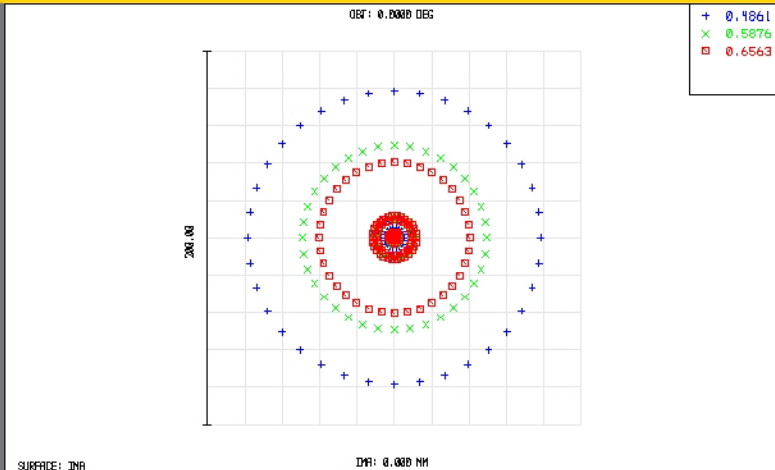 OBJ: 0.0000 DEG
+ 0.4861
× 0.5876
0.6563
200.00
SURFACE: IMA
IMA: 0.000 MM